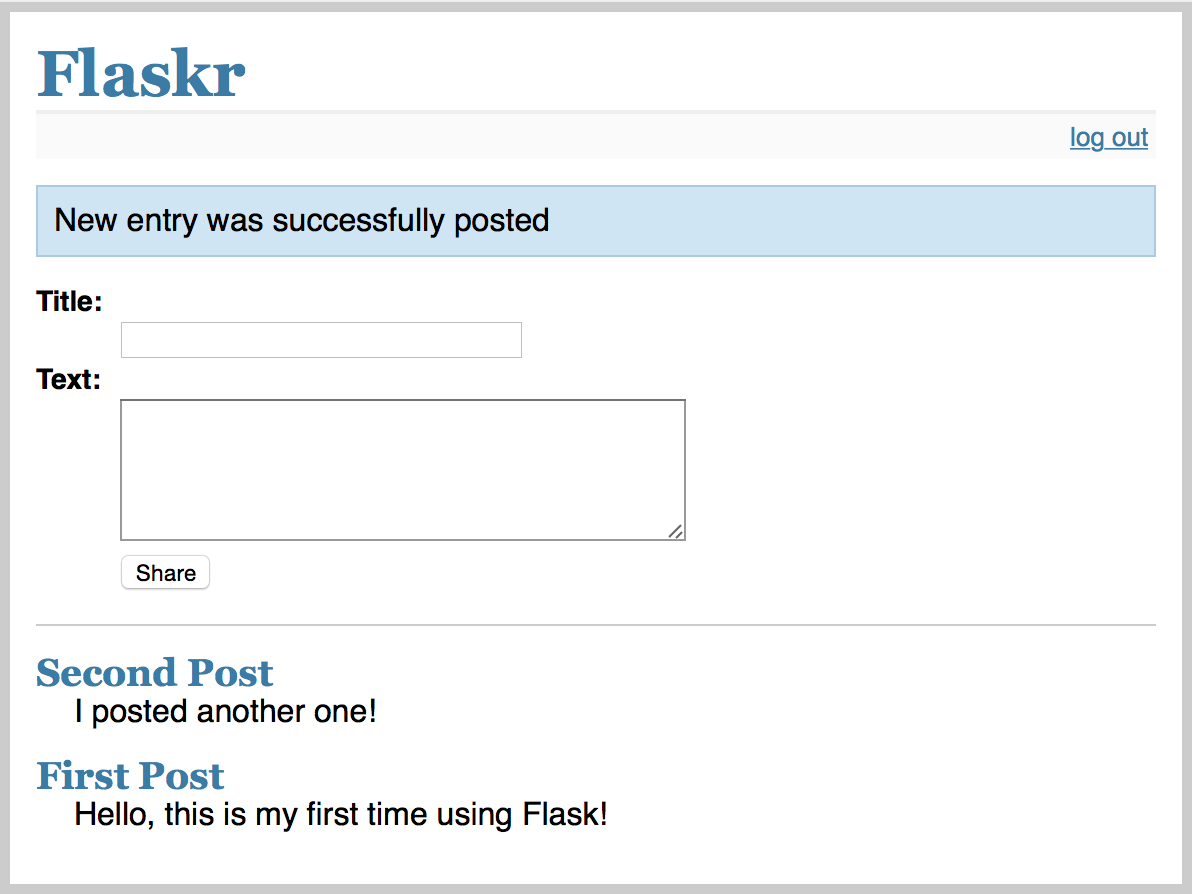 Flaskr
log out
New entry was successfully posted
Title:
Text:
Share
Second Post
I posted another one!
First Post
Hello, this is my first time using Flask!